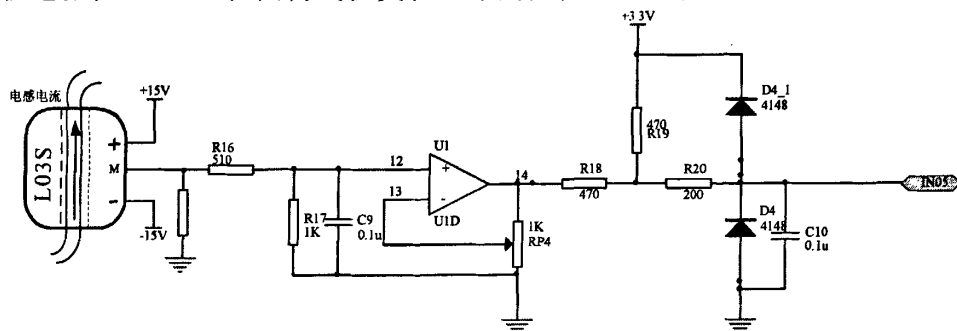 +3.3V
电感电流
+15V
D4_1
4148
470
R19
L03S
+
M
-
R16
510
12
U1
+
14
R18
470
R20
200
IN05
13
-
U1D
-15V
R17
1K
C9
0.1u
1K
RP4
D4
4148
C10
0.1u